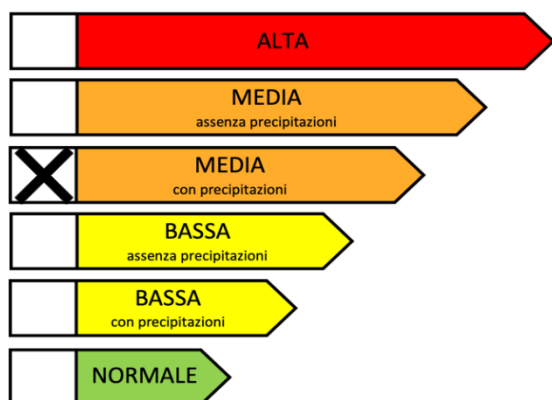 ALTA
MEDIA
assenza precipitazioni
MEDIA
con precipitazioni
BASSA
assenza precipitazioni
BASSA
con precipitazioni
NORMALE